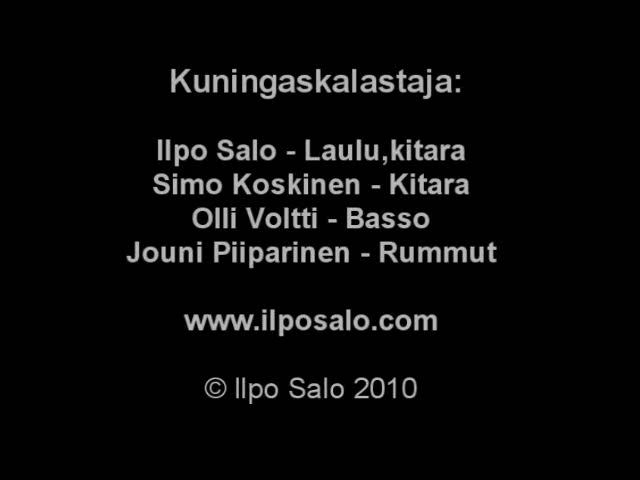 Kuningaskalastaja:
Ilpo Salo - Laulu,kitara
Simo Koskinen - Kitara
Olli Voltti - Basso
Jouni Piiparinen - Rummut
www.ilposalo.com
© Ilpo Salo 2010